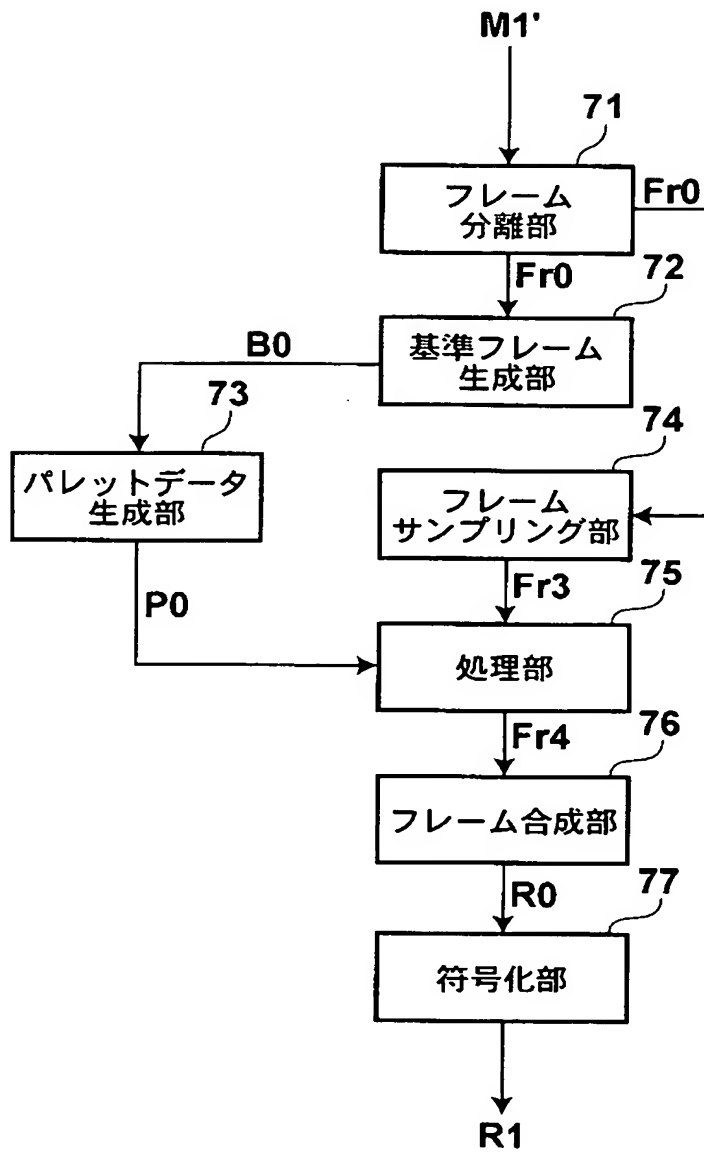 M1'
71
フレーム
分離部
Fr0
Fr0
72
基準フレーム
生成部
B0
73
パレットデータ
生成部
74
フレーム
サンプリング部
P0
Fr3
75
処理部
Fr4
76
フレーム合成部
R0
77
符号化部
R1